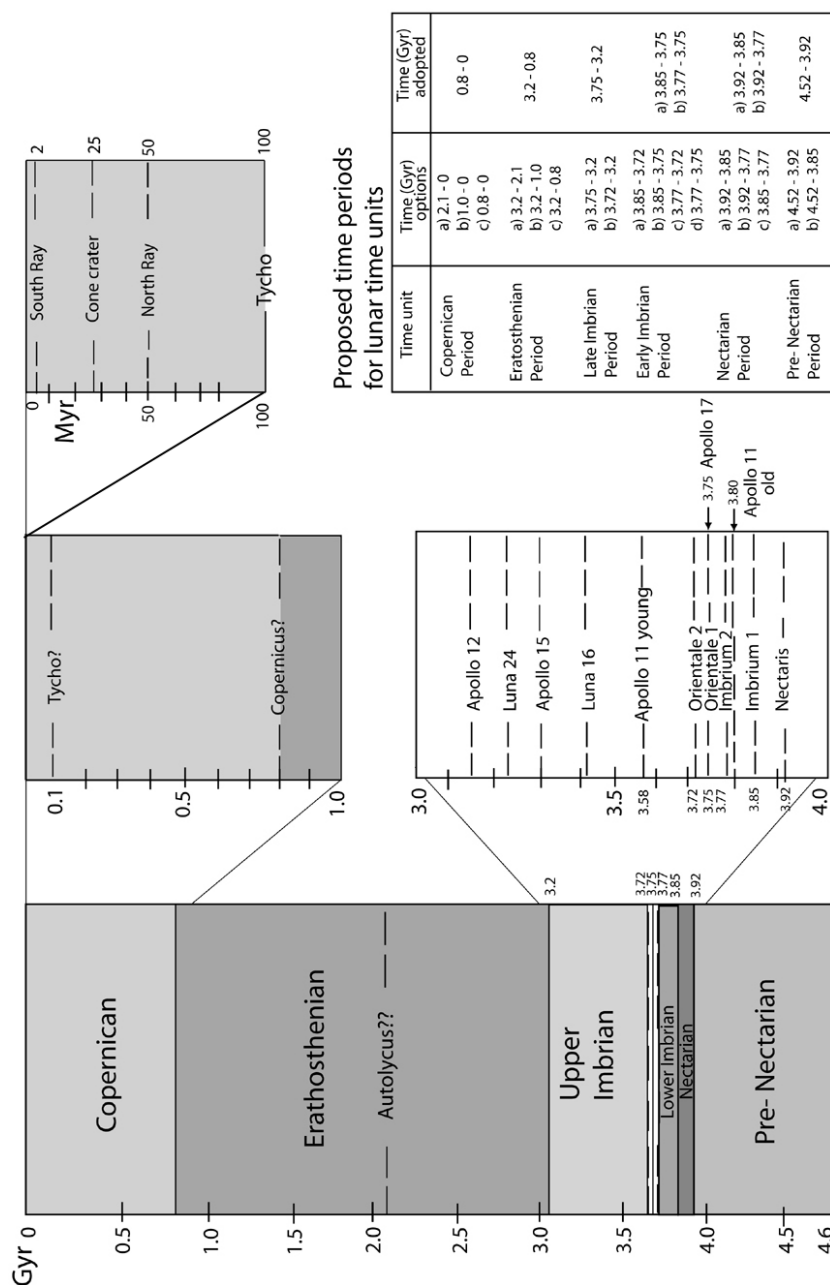 Gyr
0
0.5
1.0
1.5
2.0
2.5
3.0
3.5
4.0
4.5
4.6
Copernican
Erathosthenian
Autolycus??
Upper
Imbrian
Lower Imbrian
Nectarian
Pre- Nectarian
3.2
3.72
3.75
3.77
3.85
3.92
0.1
0.5
1.0
Tycho?
Copernicus?
3.0
3.5
3.58
3.72
3.75
3.77
3.85
3.92
4.0
Apollo 12
Luna 24
Apollo 15
Luna 16
Apollo 11 young
Orientale 2
Orientale 1
Imbrium 2
Imbrium 1
Nectaris
3.75 Apollo 17
3.80
Apollo 11
old
Myr
0
50
100
South Ray
Cone crater
North Ray
Tycho
2
25
50
100
Proposed time periods
for lunar time units
Time unit
Time (Gyr)
options
Time (Gyr)
adopted
Copernican
Period
a) 2.1 - 0
b)1.0 - 0
c) 0.8 - 0
0.8 - 0
Eratosthenian
Period
a) 3.2 - 2.1
b) 3.2 - 1.0
c) 3.2 - 0.8
3.2 - 0.8
Late Imbrian
Period
a) 3.75 - 3.2
b) 3.72 - 3.2
3.75 - 3.2
Early Imbrian
Period
a) 3.85 - 3.72
b) 3.85 - 3.75
c) 3.77 - 3.72
d) 3.77 - 3.75
a) 3.85 - 3.75
b) 3.77 - 3.75
Nectarian
Period
a) 3.92 - 3.85
b) 3.92 - 3.77
c) 3.85 - 3.77
a) 3.92 - 3.85
b) 3.92 - 3.77
Pre- Nectarian
Period
a) 4.52 - 3.92
b) 4.52 - 3.85
4.52 - 3.92